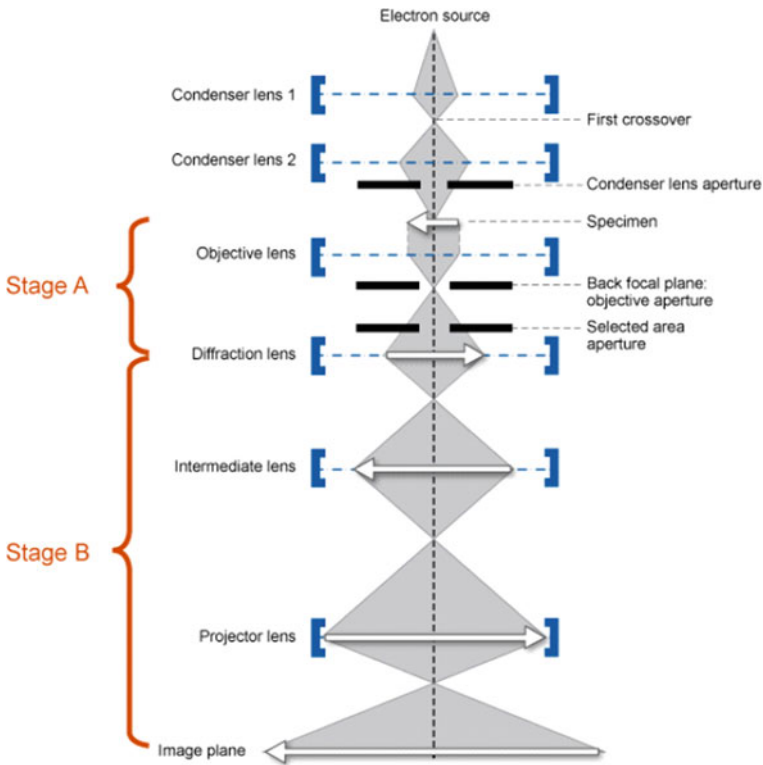 Electron source
Condenser lens 1
First crossover
Condenser lens 2
Condenser lens aperture
Specimen
Objective lens
Stage A
Back focal plane:
objective aperture
Selected area
aperture
Diffraction lens
Intermediate lens
Stage B
Projector lens
Image plane